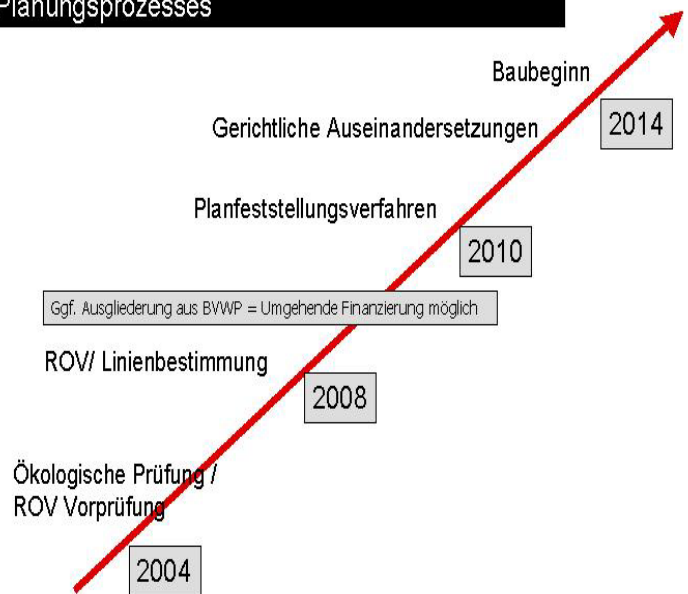 Planungsprozesses
Baubeginn
2014
Gerichtliche Auseinandersetzungen
Planfeststellungsverfahren
2010
Ggf. Ausgliederung aus BVWP = Umgehende Finanzierung möglich
ROV/ Linienbestimmung
2008
Ökologische Prüfung /
ROV Vorprüfung
2004